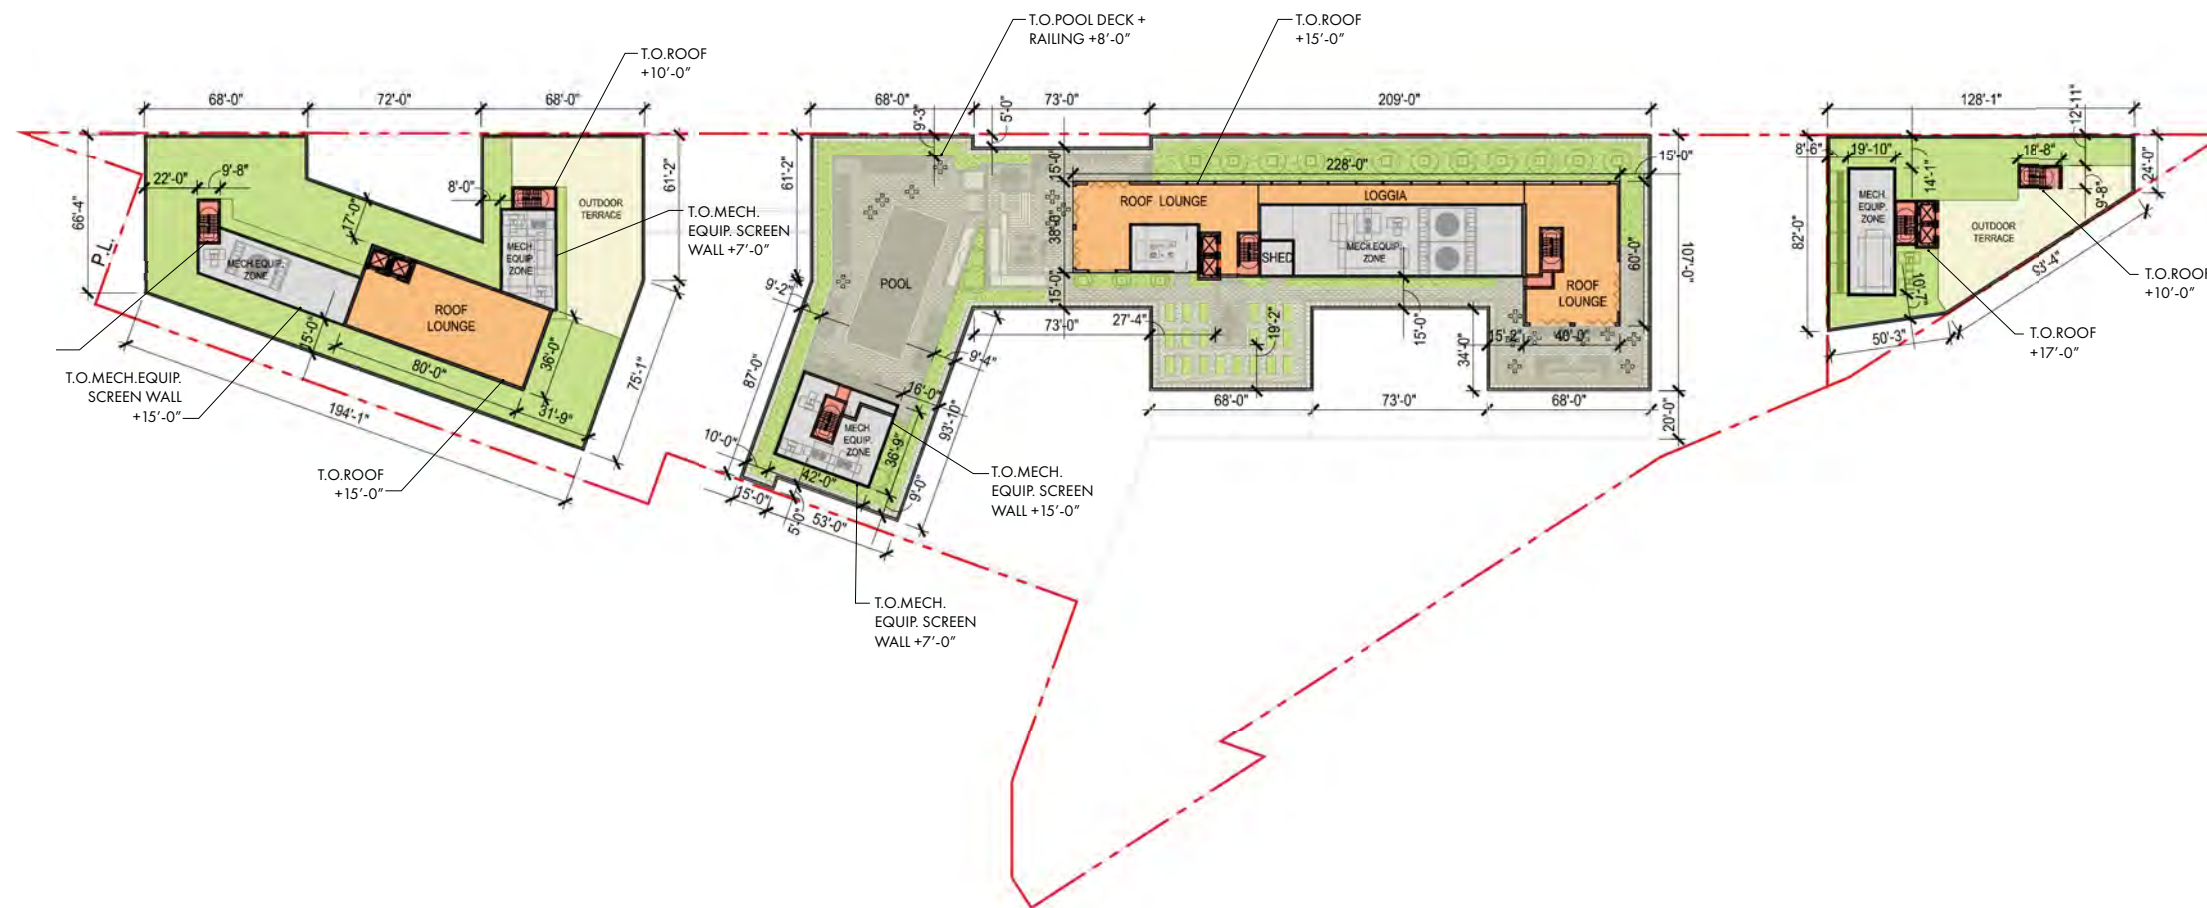 T.O.ROOF
+10'-0"
T.O.POOL DECK +
RAILING +8'-0"
T.O.ROOF
+15'-0"
68'-0"
72'-0"
68'-0"
66'-4"
P.L.
22'-0"
9'-8"
17'-0"
8'-0"
61'-2"
OUTDOOR
TERRACE
MECH.
EQUIP.
ZONE
T.O.MECH.
EQUIP. SCREEN
WALL +7'-0"
MECH.EQUIP.
ZONE
ROOF
LOUNGE
15'-0"
80'-0"
36'-0"
75'-1"
31'-9"
194'-1"
T.O.MECH.EQUIP.
SCREEN WALL
+15'-0"
T.O.ROOF
+15'-0"
68'-0"
9'-3"
5'-0"
73'-0"
209'-0"
61'-2"
15'-0"
228'-0"
15'-0"
ROOF LOUNGE
LOGGIA
38'-0"
SHED
MECH.EQUIP.
ZONE
60'-0"
107'-0"
POOL
ROOF
LOUNGE
15'-0"
9'-2"
73'-0"
27'-4"
19'-2"
15'-0"
34'-0"
15'-2"
40'-0"
9'-4"
87'-0"
16'-0"
93'-10"
68'-0"
73'-0"
68'-0"
20'-0"
MECH.
EQUIP.
ZONE
36'-9"
10'-0"
42'-0"
9'-0"
15'-0"
5'-0"
53'-0"
T.O.MECH.
EQUIP. SCREEN
WALL +15'-0"
T.O.MECH.
EQUIP. SCREEN
WALL +7'-0"
128'-1"
12'-11"
8'-6"
19'-10"
14'-1"
18'-8"
24'-0"
9'-8"
MECH.
EQUIP.
ZONE
82'-0"
OUTDOOR
TERRACE
93'-4"
10'-7"
50'-3"
T.O.ROOF
+10'-0"
T.O.ROOF
+17'-0"